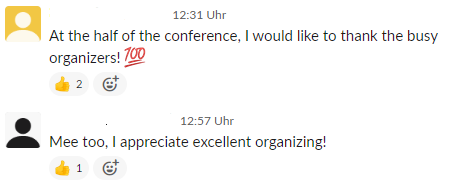 12:31 Uhr
At the half of the conference, I would like to thank the busy
organizers! 💯
👍 2
12:57 Uhr
Mee too, I appreciate excellent organizing!
👍 1